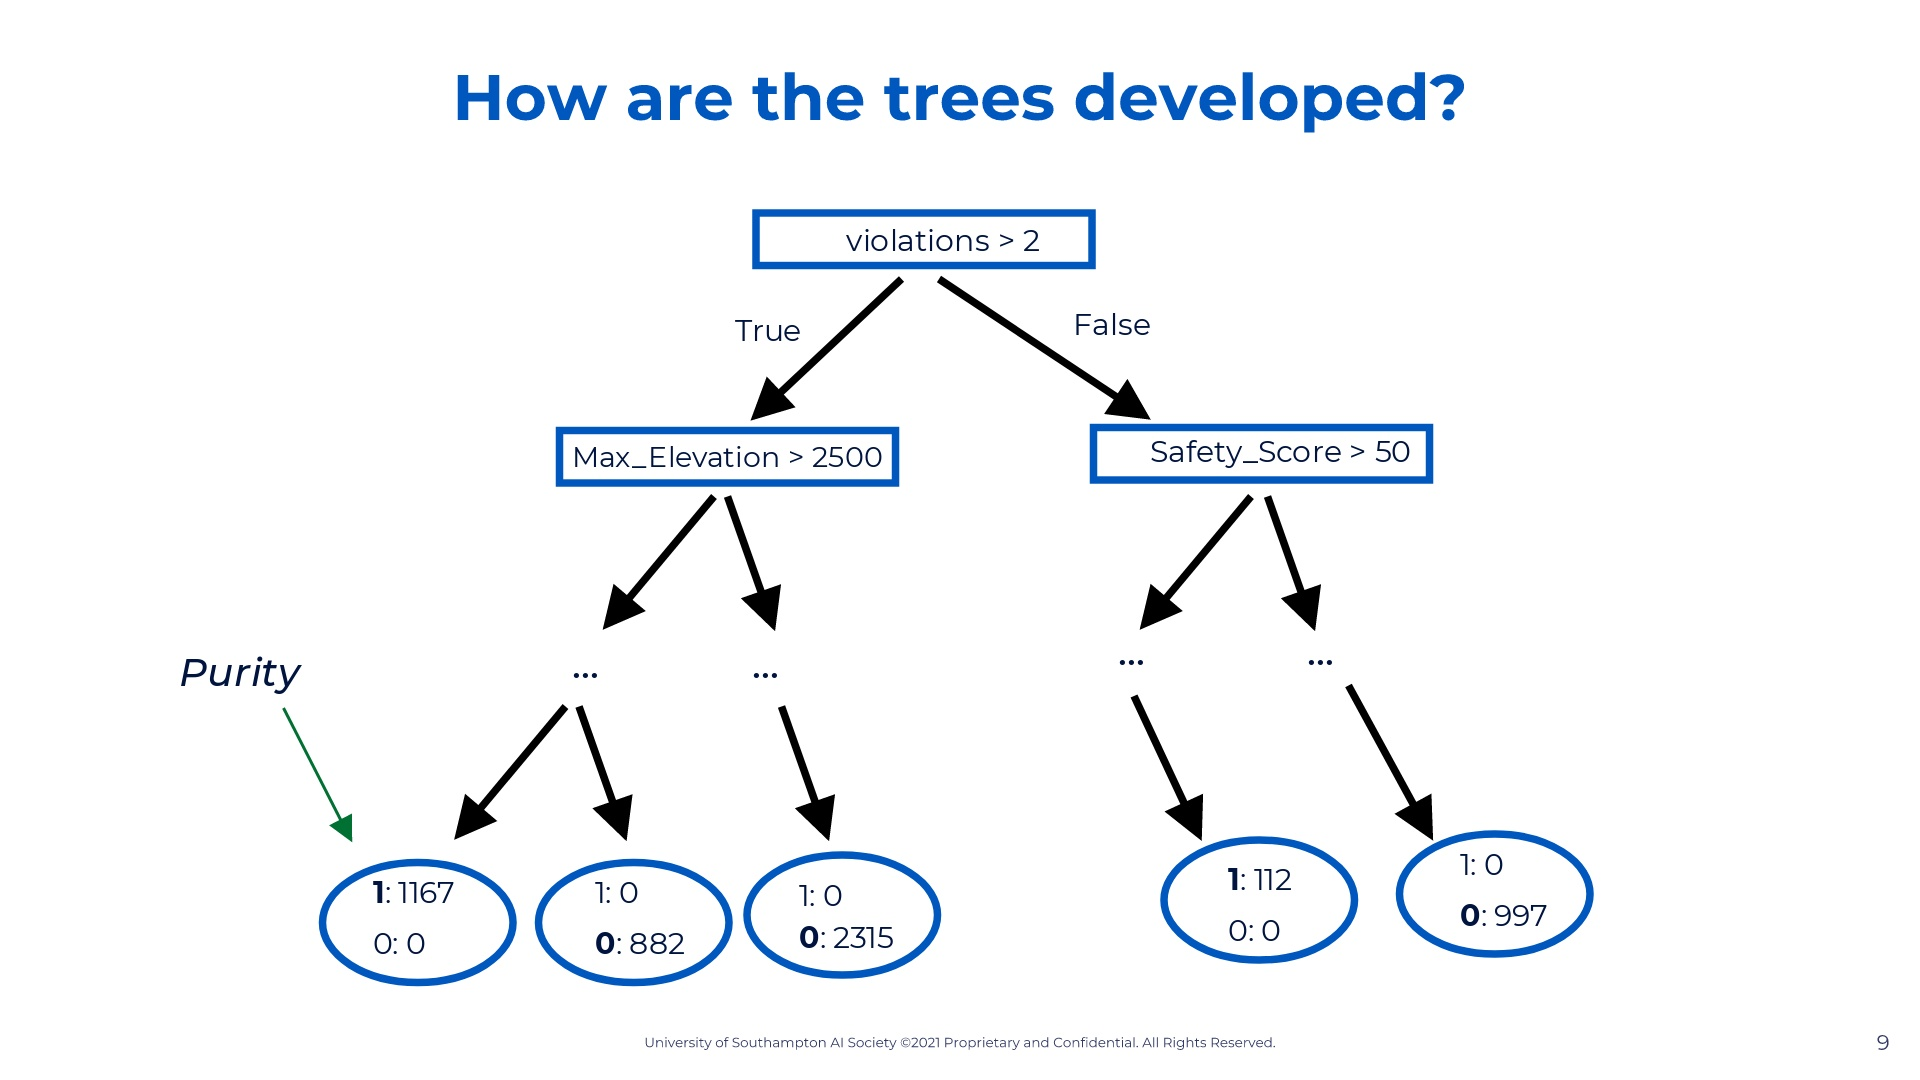 How are the trees developed?
violations > 2
True
False
Max_Elevation > 2500
Safety_Score > 50
...
...
...
...
Purity
1: 1167
0: 0
1: 0
0: 882
1: 0
0: 2315
1: 112
0: 0
1: 0
0: 997
University of Southampton AI Society ©2021 Proprietary and Confidential. All Rights Reserved.
9